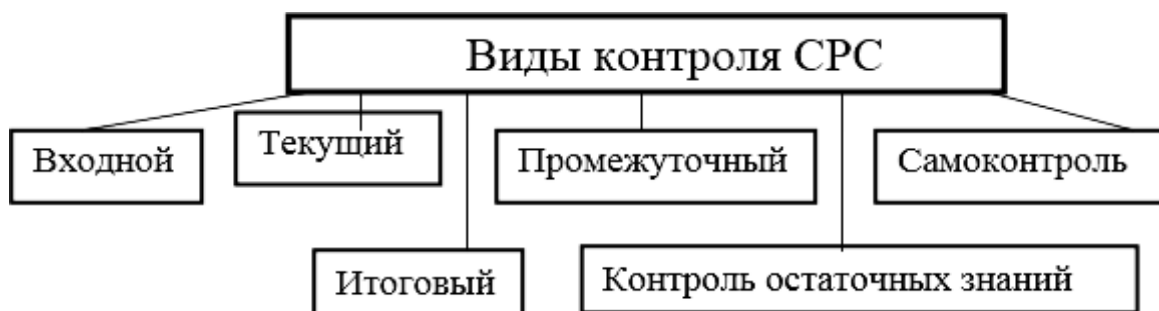 Виды контроля СРС
Входной
Текущий
Промежуточный
Самоконтроль
Итоговый
Контроль остаточных знаний